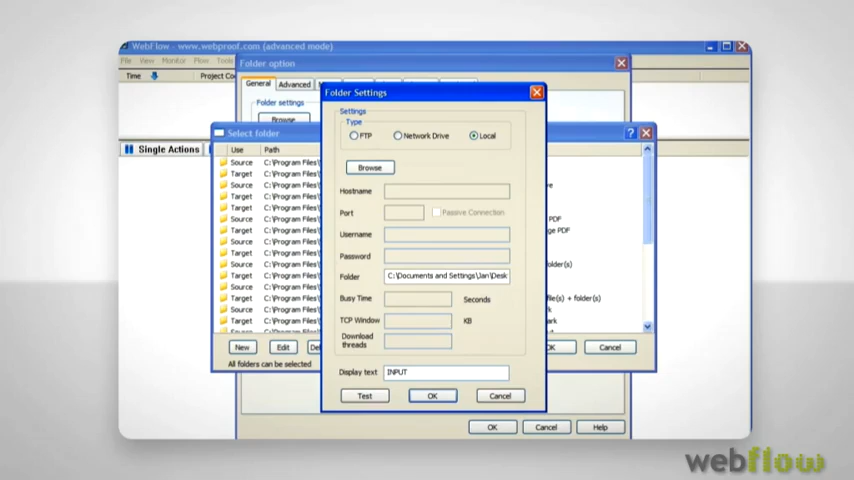 WebFlow - www.webproof.com (advanced mode)
File View Monitor Flow Tools
Time Project Co
Single Actions
Folder option
General Advanced
Folder settings
Browse
Select folder
Use Path
Source C:\Program Files\
Target C:\Program Files\
Source C:\Program Files\
Target C:\Program Files\
Source C:\Program Files\
Target C:\Program Files\
Target C:\Program Files\
Source C:\Program Files\
Source C:\Program Files\
Target C:\Program Files\
Source C:\Program Files\
Target C:\Program Files\
Source C:\Program Files\
Target C:\Program Files\
PDF
ge PDF
folder(s)
file(s) + folder(s)
New Edit OK Cancel
All folders can be selected
Folder Settings
Settings
Type
FTP Network Drive Local
Browse
Hostname
Port Passive Connection
Username
Password
Folder C:\Documents and Settings\Jan\Desk
Busy Time Seconds
TCP Window KB
Download
threads
Display text INPUT
Test OK Cancel
OK Cancel Help
webflow